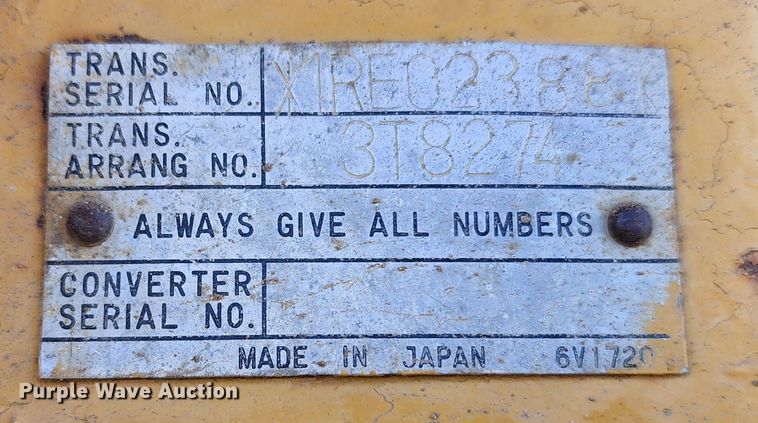 TRANS.
SERIAL NO. X1RE02388X
TRANS.
ARRANG NO. 3T8274
ALWAYS GIVE ALL NUMBERS
CONVERTER
SERIAL NO.
MADE IN JAPAN 6V1720
Purple Wave Auction